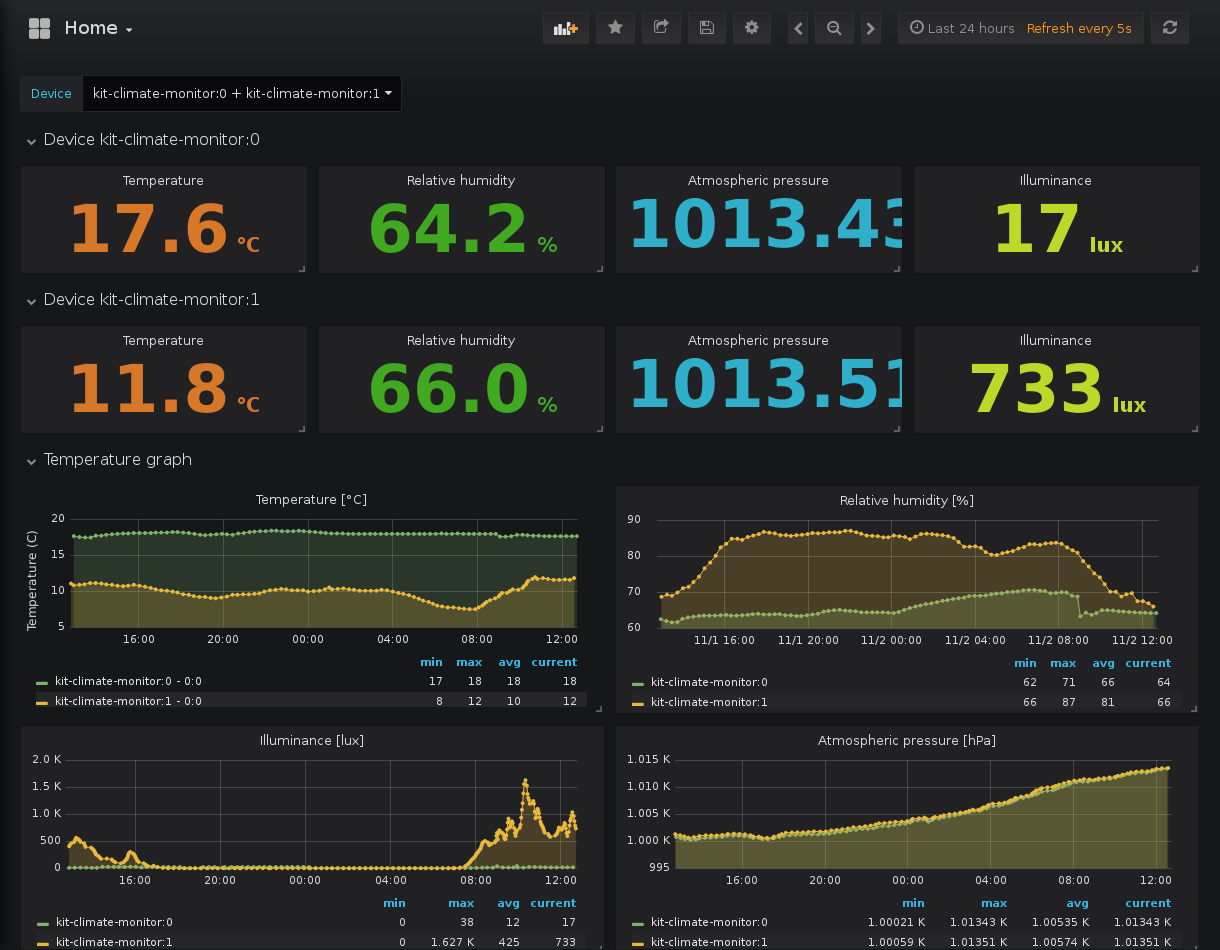 Home
Last 24 hours Refresh every 5s
Device kit-climate-monitor:0 + kit-climate-monitor:1
Device kit-climate-monitor:0
Temperature Relative humidity Atmospheric pressure Illuminance
17.6 °C 64.2 % 1013.43 17 lux
Device kit-climate-monitor:1
Temperature Relative humidity Atmospheric pressure Illuminance
11.8 °C 66.0 % 1013.51 733 lux
Temperature graph
Temperature [°C]
Temperature (C)
20
15
10
5
16:00 20:00 00:00 04:00 08:00 12:00
min max avg current
kit-climate-monitor:0 - 0:0 17 18 18 18
kit-climate-monitor:1 - 0:0 8 12 10 12
Relative humidity [%]
90
80
70
60
11/1 16:00 11/1 20:00 11/2 00:00 11/2 04:00 11/2 08:00 11/2 12:00
min max avg current
kit-climate-monitor:0 62 71 66 64
kit-climate-monitor:1 66 87 81 66
Illuminance [lux]
2.0 K
1.5 K
1.0 K
500
0
16:00 20:00 00:00 04:00 08:00 12:00
min max avg current
kit-climate-monitor:0 0 38 12 17
kit-climate-monitor:1 0 1.627 K 425 733
Atmospheric pressure [hPa]
1.015 K
1.010 K
1.005 K
1.000 K
995
16:00 20:00 00:00 04:00 08:00 12:00
min max avg current
kit-climate-monitor:0 1.00021 K 1.01343 K 1.00535 K 1.01343 K
kit-climate-monitor:1 1.00059 K 1.01351 K 1.00574 K 1.01351 K